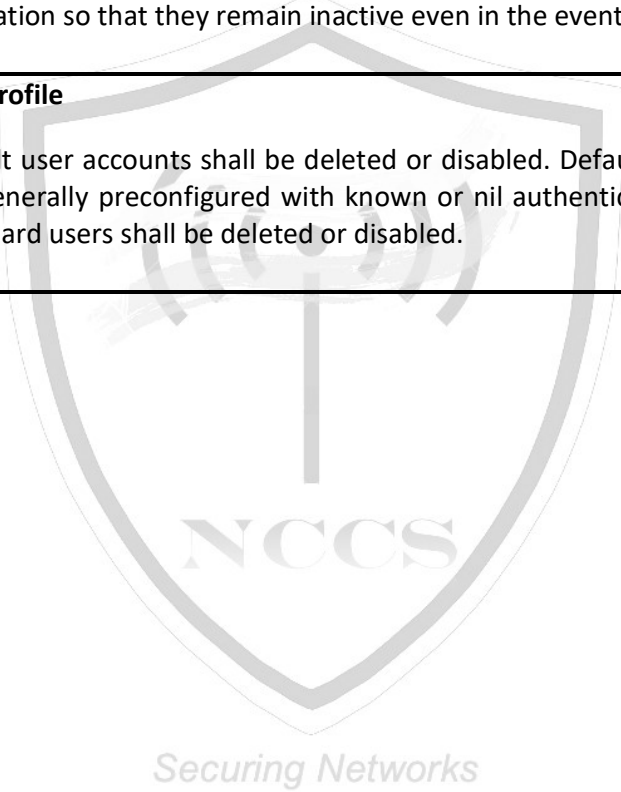 ation so that they remain inactive even in the event
rofile
lt user accounts shall be deleted or disabled. Defau
enerally preconfigured with known or nil authentic
ard users shall be deleted or disabled.
NCCS
Securing Networks